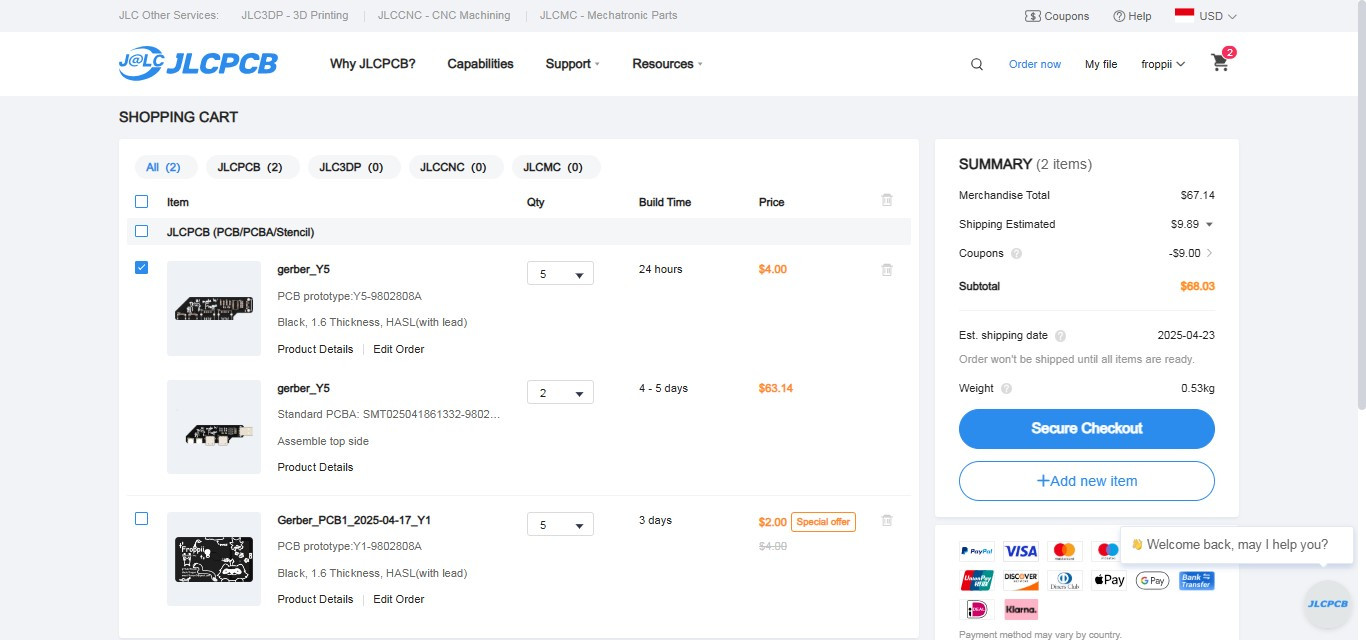 JLC Other Services: JLC3DP - 3D Printing JLCCNC - CNC Machining JLCMC - Mechatronic Parts
Coupons Help USD
J@LC JLCPCB
Why JLCPCB? Capabilities Support Resources
Order now My file froppii 2
SHOPPING CART
All (2) JLCPCB (2) JLC3DP (0) JLCCNC (0) JLCMC (0)
Item Qty Build Time Price
JLCPCB (PCB/PCBA/Stencil)
gerber_Y5 5 24 hours $4.00
PCB prototype:Y5-9802808A
Black, 1.6 Thickness, HASL(with lead)
Product Details Edit Order
gerber_Y5 2 4 - 5 days $63.14
Standard PCBA: SMT025041861332-9802...
Assemble top side
Product Details
Froppii
Gerber_PCB1_2025-04-17_Y1 5 3 days $2.00 Special offer
PCB prototype:Y1-9802808A $4.00
Black, 1.6 Thickness, HASL(with lead)
Product Details Edit Order
SUMMARY (2 items)
Merchandise Total $67.14
Shipping Estimated $9.89
Coupons ? -$9.00
Subtotal $68.03
Est. shipping date ? 2025-04-23
Order won't be shipped until all items are ready.
Weight ? 0.53kg
Secure Checkout
+Add new item
PayPal VISA
Welcome back, may I help you?
UnionPay DISCOVER Diners Club Apple Pay G Pay Bank Transfer
iDEAL Klarna.
JLCPCB
Payment method may vary by country.